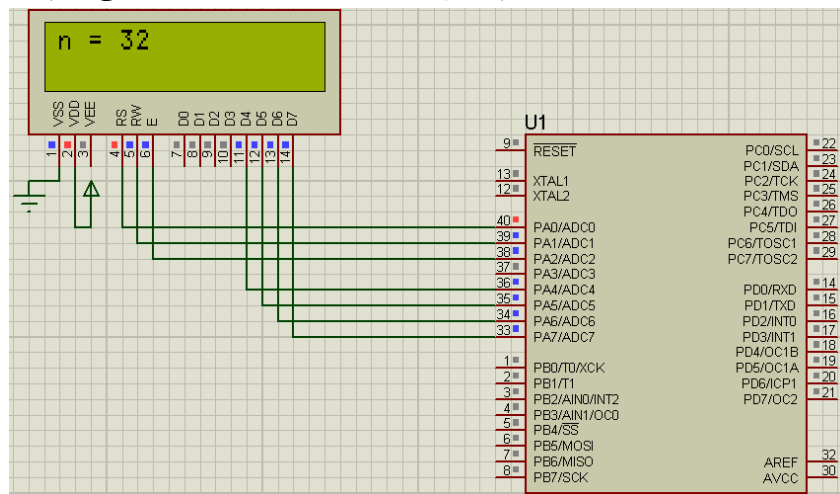 n = 32
VSS
VDD
VEE
RS
RW
E
D0
D1
D2
D3
D4
D5
D6
D7
1
2
3
4
5
6
7
8
9
10
11
12
13
14
U1
9
RESET
13
XTAL1
12
XTAL2
40
PA0/ADC0
39
PA1/ADC1
38
PA2/ADC2
37
PA3/ADC3
36
PA4/ADC4
35
PA5/ADC5
34
PA6/ADC6
33
PA7/ADC7
1
PB0/T0/XCK
2
PB1/T1
3
PB2/AIN0/INT2
4
PB3/AIN1/OC0
5
PB4/SS
6
PB5/MOSI
7
PB6/MISO
8
PB7/SCK
PC0/SCL
22
PC1/SDA
23
PC2/TCK
24
PC3/TMS
25
PC4/TDO
26
PC5/TDI
27
PC6/TOSC1
28
PC7/TOSC2
29
PD0/RXD
14
PD1/TXD
15
PD2/INT0
16
PD3/INT1
17
PD4/OC1B
18
PD5/OC1A
19
PD6/ICP1
20
PD7/OC2
21
AREF
32
AVCC
30